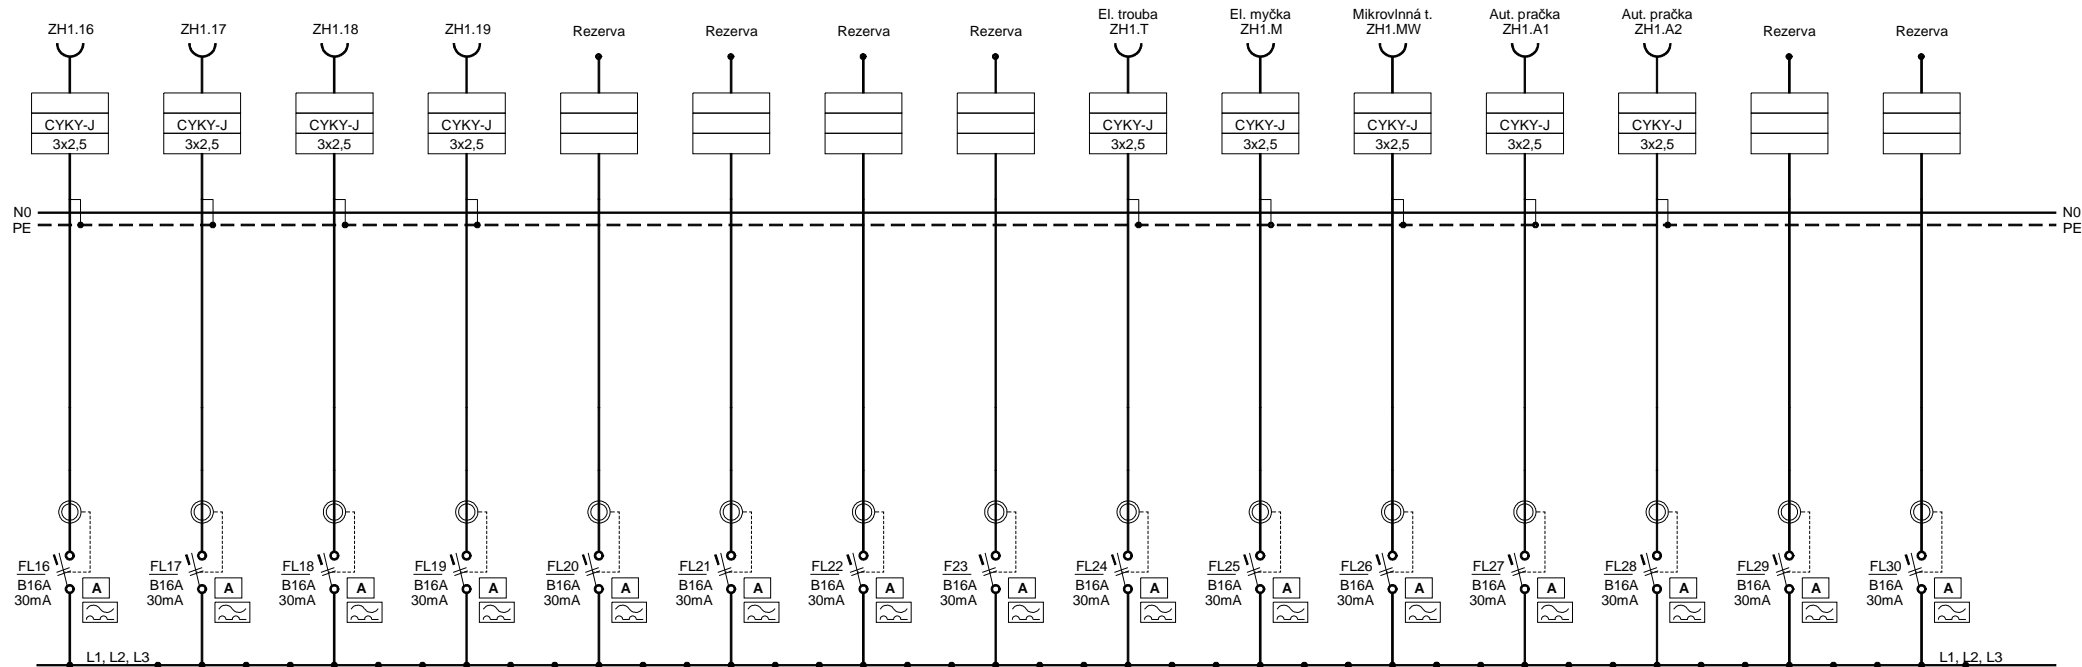 ZH1.16
ZH1.17
ZH1.18
ZH1.19
Rezerva
Rezerva
Rezerva
Rezerva
El. trouba
ZH1.T
El. myčka
ZH1.M
Mikrovlnná t.
ZH1.MW
Aut. pračka
ZH1.A1
Aut. pračka
ZH1.A2
Rezerva
Rezerva
CYKY-J
3x2,5
CYKY-J
3x2,5
CYKY-J
3x2,5
CYKY-J
3x2,5
CYKY-J
3x2,5
CYKY-J
3x2,5
CYKY-J
3x2,5
CYKY-J
3x2,5
CYKY-J
3x2,5
N0
PE
N0
PE
FL16
B16A
30mA
A
FL17
B16A
30mA
A
FL18
B16A
30mA
A
FL19
B16A
30mA
A
FL20
B16A
30mA
A
FL21
B16A
30mA
A
FL22
B16A
30mA
A
F23
B16A
30mA
A
FL24
B16A
30mA
A
FL25
B16A
30mA
A
FL26
B16A
30mA
A
FL27
B16A
30mA
A
FL28
B16A
30mA
A
FL29
B16A
30mA
A
FL30
B16A
30mA
A
L1, L2, L3
L1, L2, L3